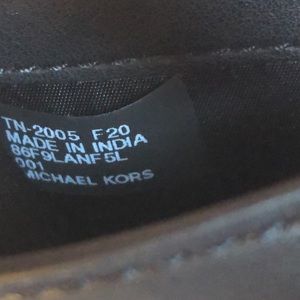 TN-2005 F20
MADE IN INDIA
86F9LANF5L
001
MICHAEL KORS